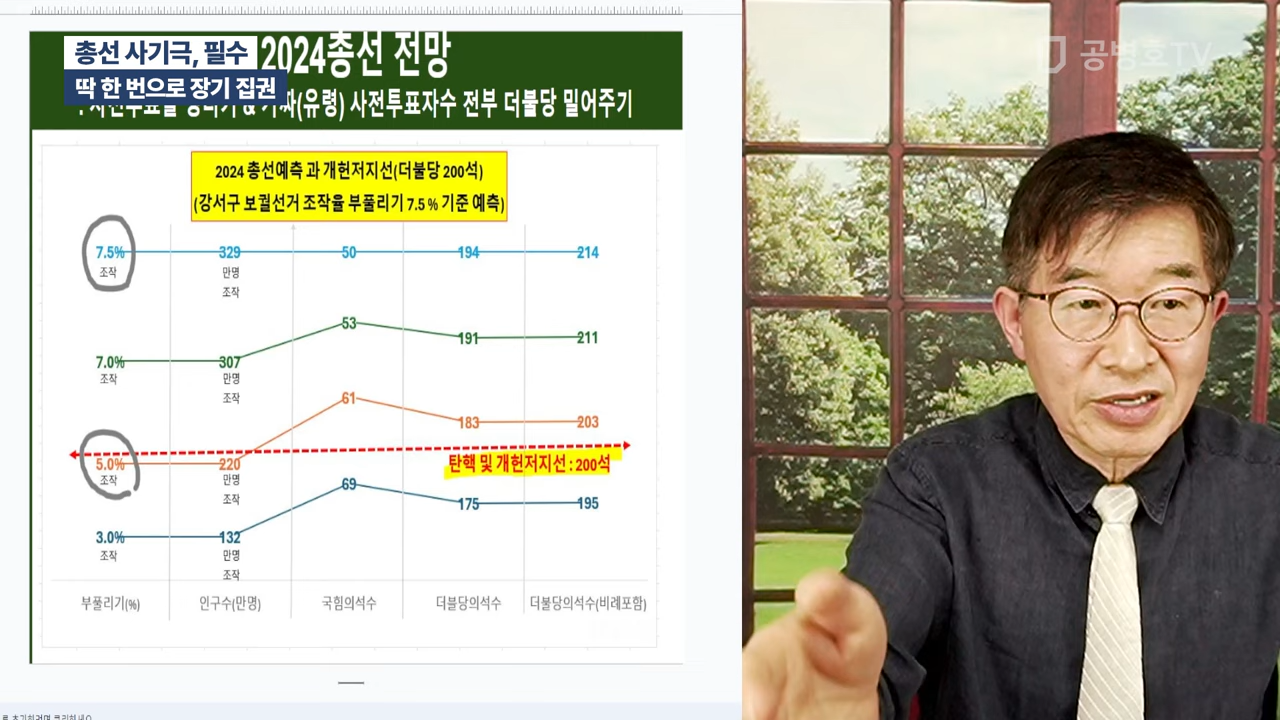 총선 사기극, 필수
딱 한 번으로 장기 집권
2024총선 전망
(유령) 사전투표자수 전부 더불당 밀어주기
공병호TV
2024 총선예측 과 개헌저지선(더불당 200석)
(강서구 보궐선거 조작율 부풀리기 7.5 % 기준 예측)
7.5% 329 50 194 214
조작 만명
조작
53
191 211
7.0% 307
조작 만명
조작
61
183 203
5.0% 220
탄핵 및 개헌저지선 : 200석
조작 만명
조작
69
175 195
3.0% 132
조작 만명
조작
부풀리기(%) 인구수(만명) 국힘의석수 더블당의석수 더불당의석수(비례포함)